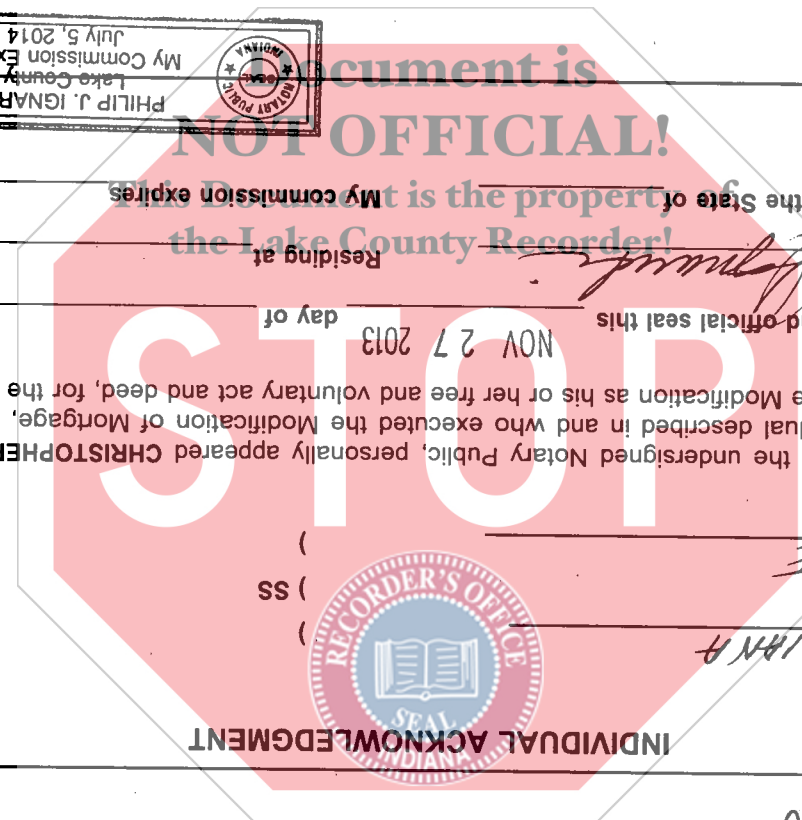 IANA )
) SS
)
INDIVIDUAL ACKNOWLEDGMENT
the undersigned Notary Public, personally appeared CHRISTOPHER
dual described in and who executed the Modification of Mortgage,
e Modification as his or her free and voluntary act and deed, for the
d official seal this NOV 27 2013 day of
Residing at
the State of My commission expires
NOTARY PUBLIC
SEAL
INDIANA
PHILIP J. IGNAR
Lake County
My Commission Ex
July 5, 2014
Document is
NOT OFFICIAL!
This Document is the property of
the Lake County Recorder!
STOP
RECORDER'S OFFICE
SEAL
INDIANA